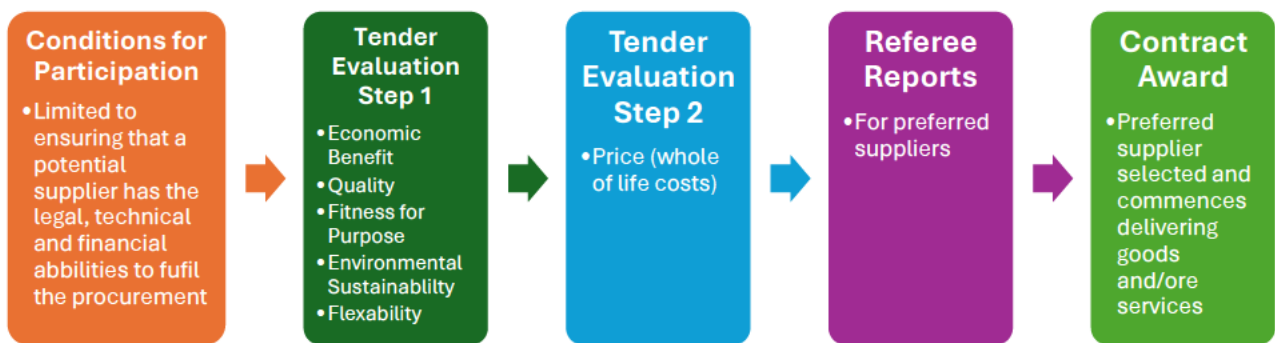 Conditions for
Participation
•Limited to
ensuring that a
potential
supplier has the
legal, technical
and financial
abbilities to fufil
the procurement
Tender
Evaluation
Step 1
•Economic
Benefit
•Quality
•Fitness for
Purpose
•Environmental
Sustainablilty
•Flexability
Tender
Evaluation
Step 2
•Price (whole
of life costs)
Referee
Reports
•For preferred
suppliers
Contract
Award
•Preferred
supplier
selected and
commences
delivering
goods
and/ore
services